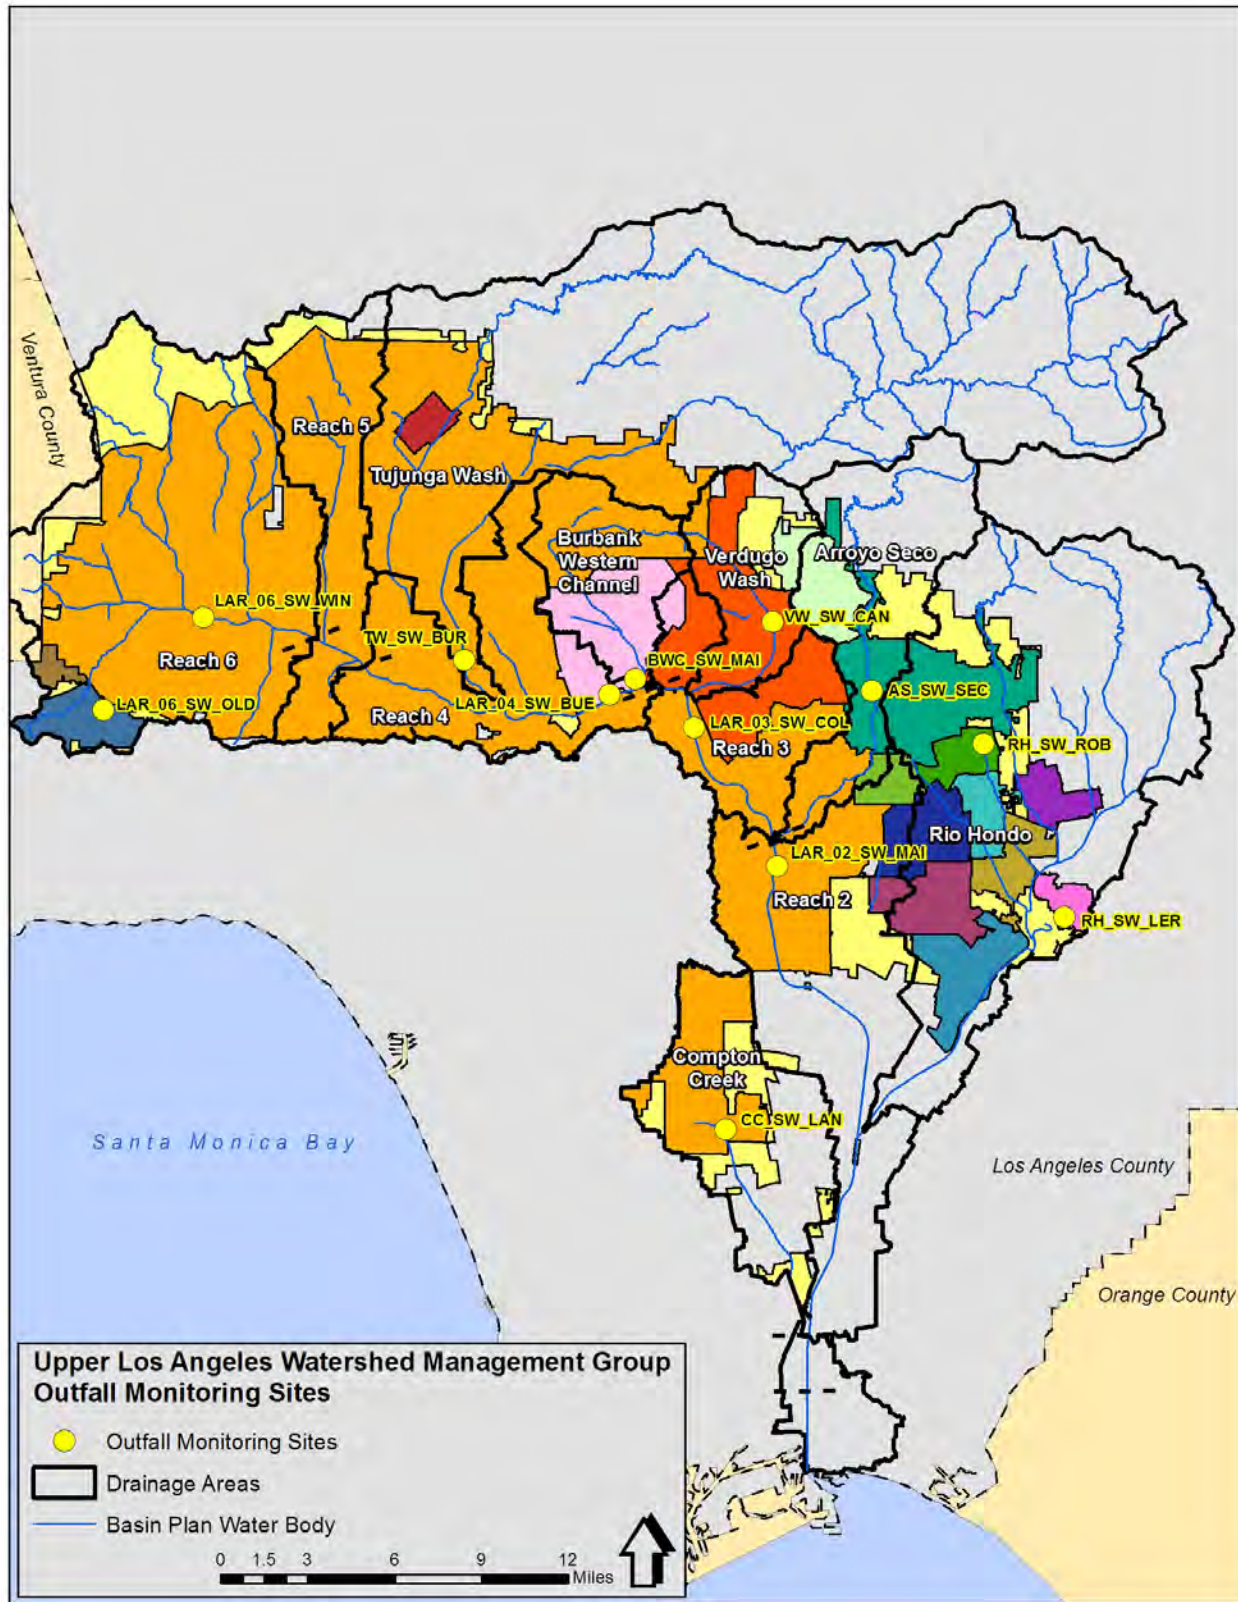 Ventura County
Reach 5
Tujunga Wash
Burbank
Western
Channel
Verdugo
Wash
Arroyo Seco
LAR_06_SW_WIN
TW_SW_BUR
VW_SW_CAN
Reach 6
BWC_SW_MAI
LAR_06_SW_OLD
LAR_04_SW_BUE
AS_SW_SEC
Reach 4
LAR_03_SW_COL
Reach 3
RH_SW_ROB
Rio Hondo
LAR_02_SW_MAI
Reach 2
RH_SW_LER
Compton
Creek
CC_SW_LAN
Santa Monica Bay
Los Angeles County
Orange County
Upper Los Angeles Watershed Management Group
Outfall Monitoring Sites
Outfall Monitoring Sites
Drainage Areas
Basin Plan Water Body
0 1.5 3 6 9 12
Miles